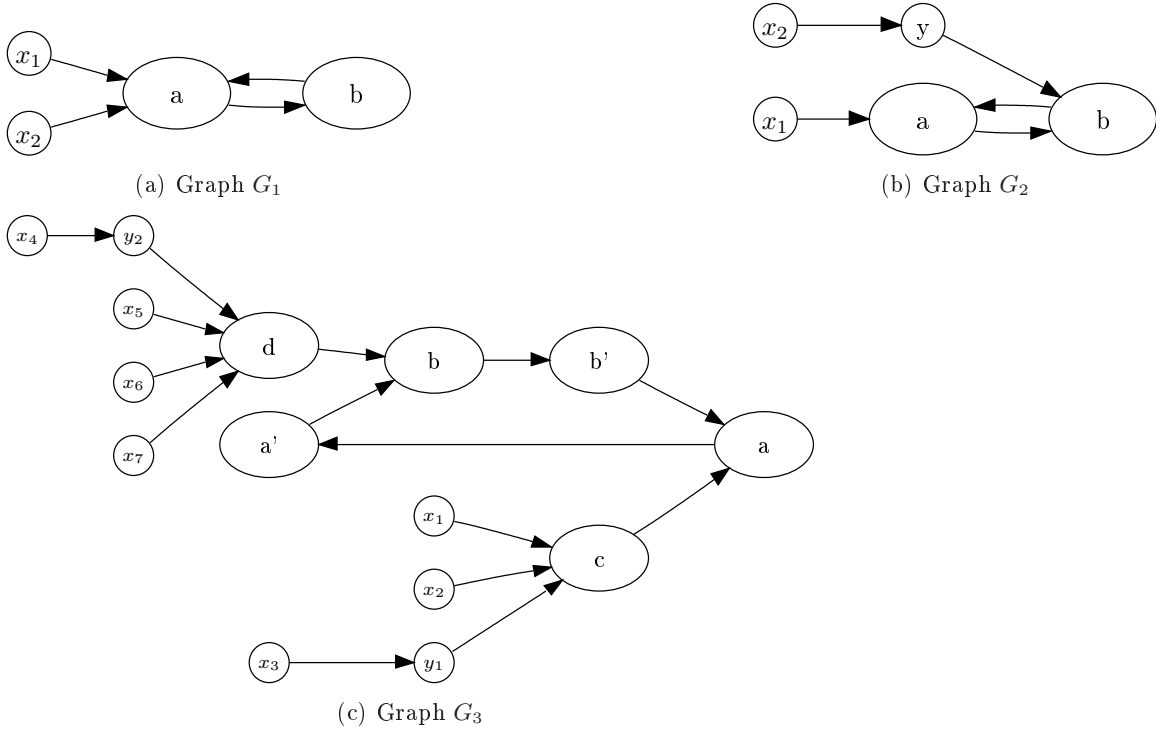 x₂
y
x₁
a
b
x₂
x₁
a
b
(a) Graph G₁
(b) Graph G₂
x₄
y₂
x₅
d
b
b'
x₆
a'
a
x₇
x₁
c
x₂
x₃
y₁
(c) Graph G₃